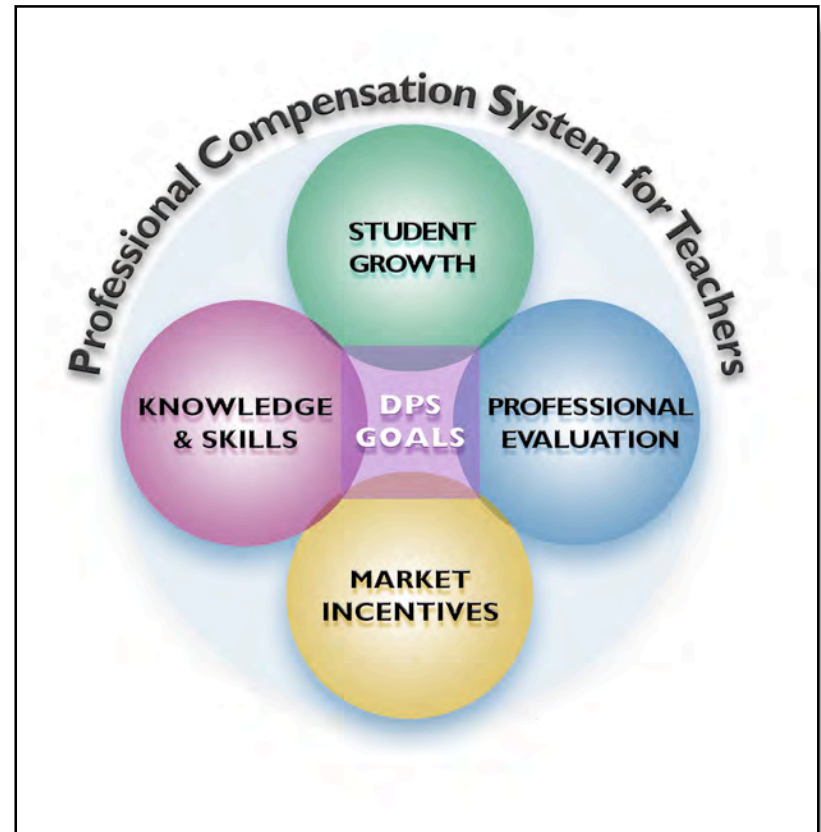 Professional Compensation System for Teachers
STUDENT
GROWTH
KNOWLEDGE
& SKILLS
DPS
GOALS
PROFESSIONAL
EVALUATION
MARKET
INCENTIVES